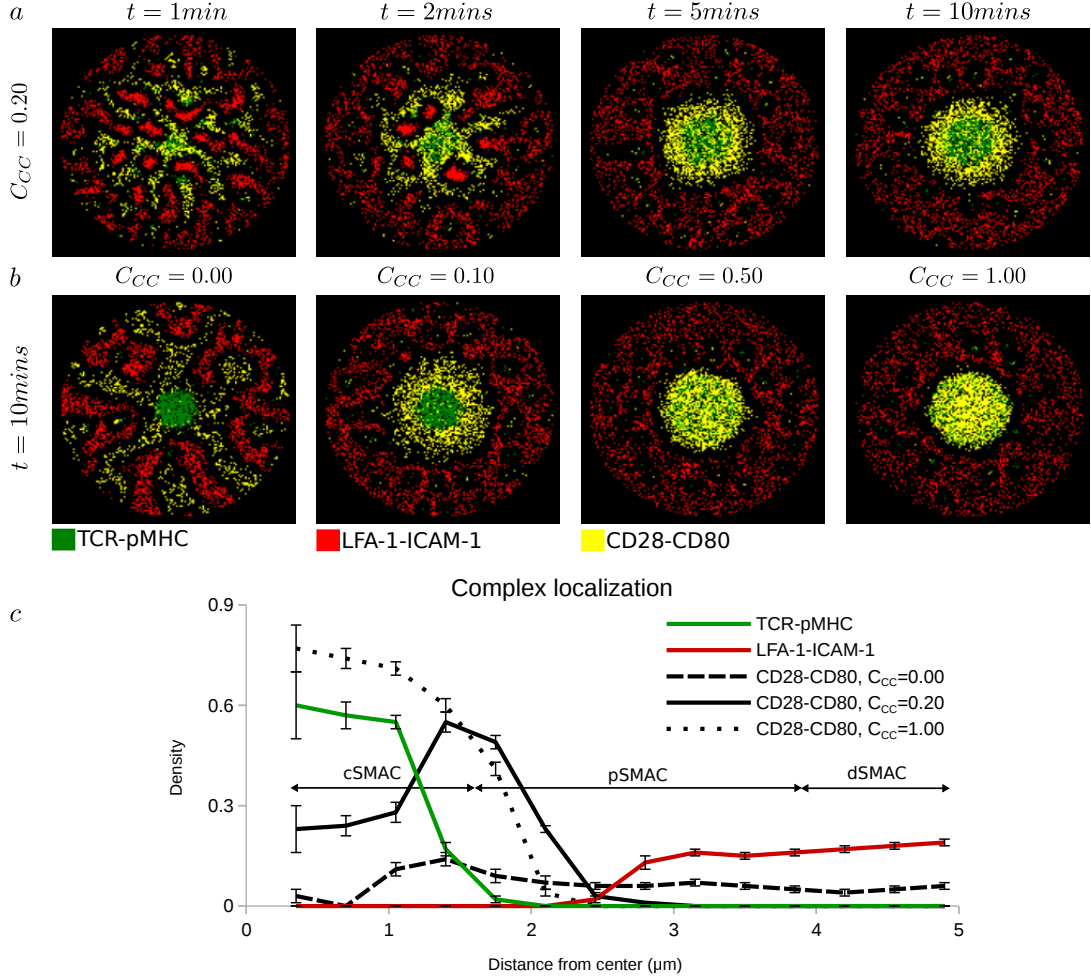 a t = 1min t = 2mins t = 5mins t = 10mins
C_CC = 0.20
b C_CC = 0.00 C_CC = 0.10 C_CC = 0.50 C_CC = 1.00
t = 10mins
TCR-pMHC LFA-1-ICAM-1 CD28-CD80
c Complex localization
0.9
0.6
0.3
0
Density
TCR-pMHC
LFA-1-ICAM-1
CD28-CD80, C_CC=0.00
CD28-CD80, C_CC=0.20
CD28-CD80, C_CC=1.00
cSMAC pSMAC dSMAC
0 1 2 3 4 5
Distance from center (µm)